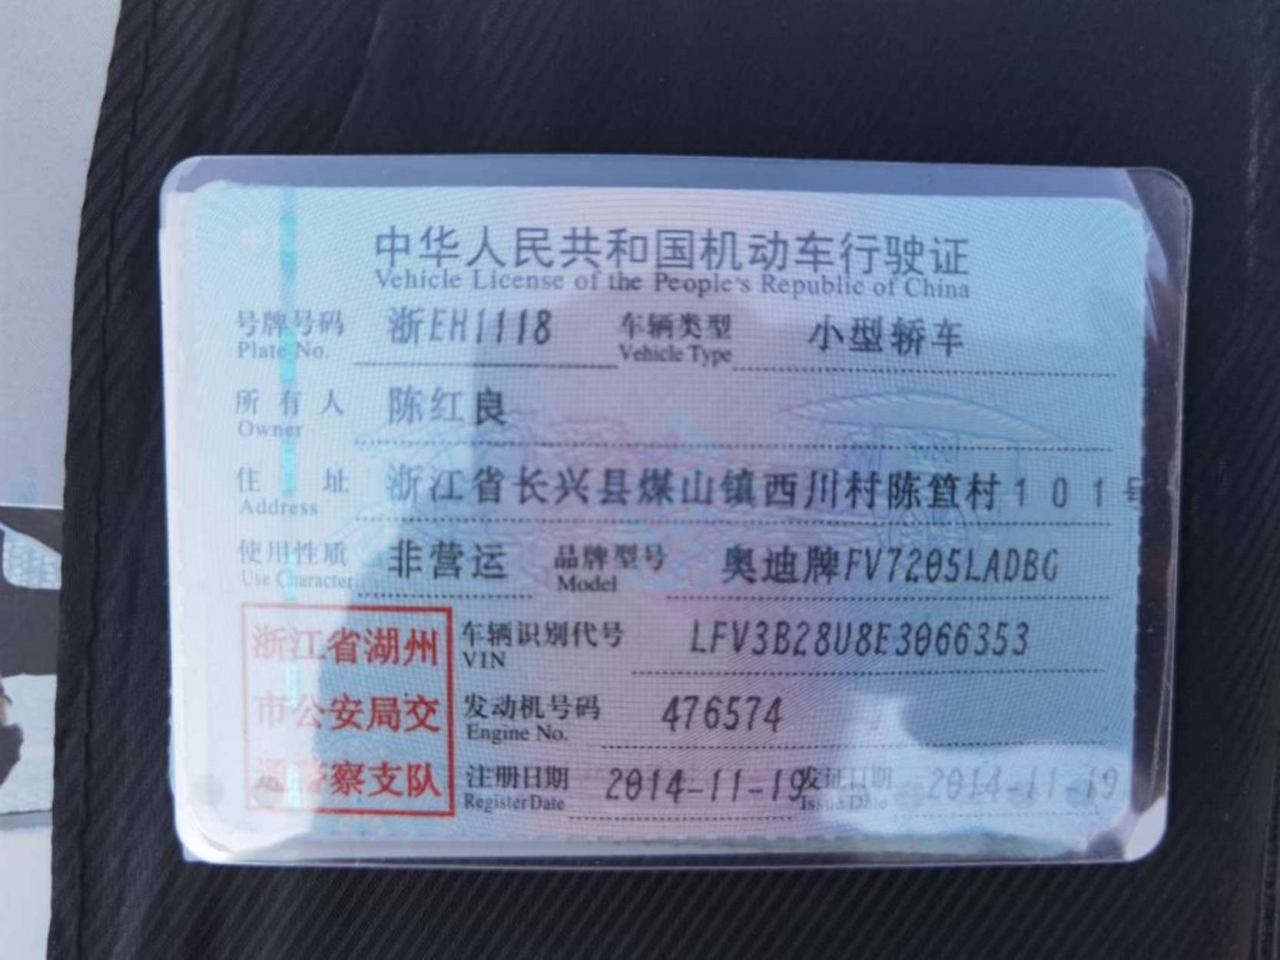 中华人民共和国机动车行驶证
Vehicle License of the People's Republic of China
号牌号码 浙EH1118 车辆类型 小型轿车
Plate No. Vehicle Type
所有人 陈红良
Owner
住址 浙江省长兴县煤山镇西川村陈笡村101号
Address
使用性质 非营运 品牌型号 奥迪牌FV7205LADBG
Use Character Model
浙江省湖州 车辆识别代号 LFV3B28U8E3066353
VIN
市公安局交 发动机号码 476574
Engine No.
通警察支队 注册日期 2014-11-19 发证日期 2014-11-19
Register Date Issue Date